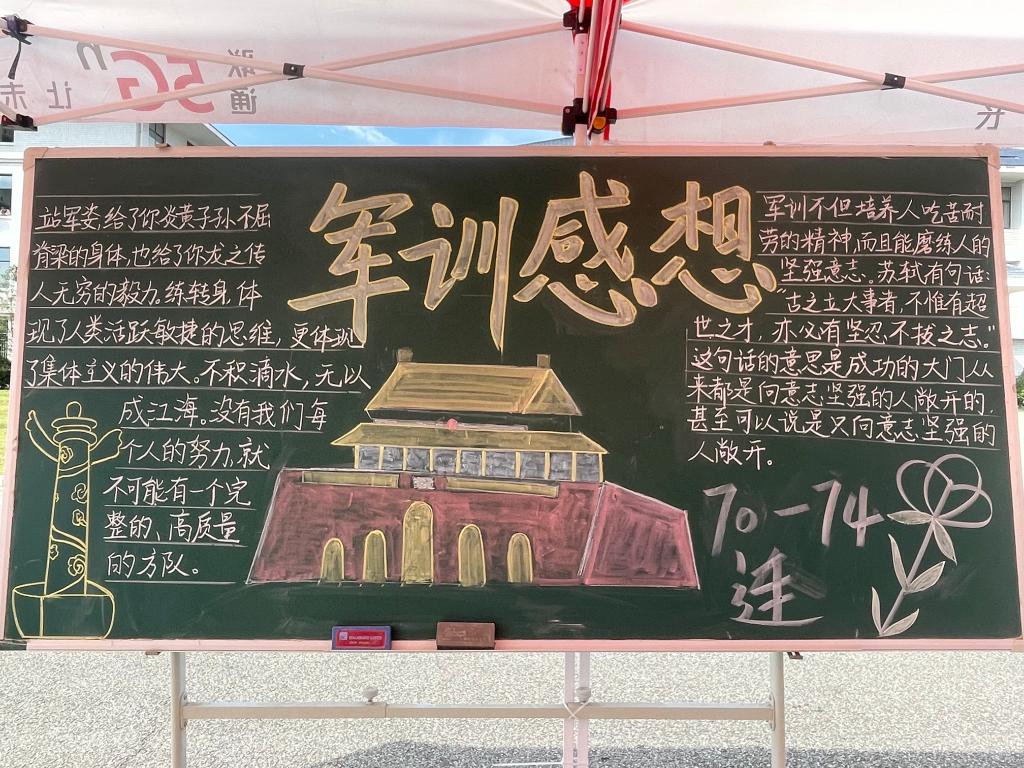 联通
5Gⁿ
让未
军训感想
站军姿,给了你炎黄子孙不屈
脊梁的身体,也给了你龙之传
人无穷的毅力。练转身,体
现了人类活跃敏捷的思维,更体现
了集体主义的伟大。不积滴水,无以
成江海。没有我们每
个人的努力,就
不可能有一个完
整的、高质量
的方队。
军训不但培养人吃苦耐
劳的精神,而且能磨练人的
坚强意志。苏轼有句话:
“古之立大事者,不惟有超
世之才,亦必有坚忍不拔之志。”
这句话的意思是成功的大门从
来都是向意志坚强的人敞开的,
甚至可以说是只向意志坚强的
人敞开。
70-74
连